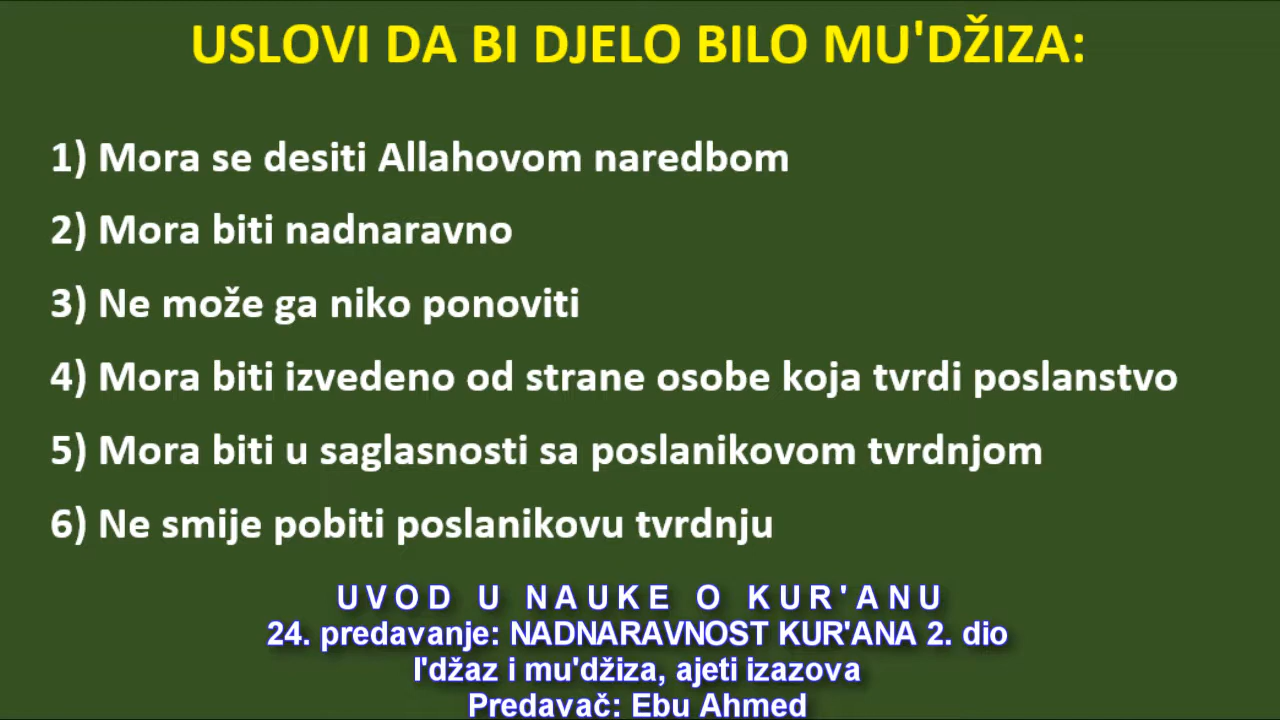 USLOVI DA BI DJELO BILO MU'DŽIZA:
1) Mora se desiti Allahovom naredbom
2) Mora biti nadnaravno
3) Ne može ga niko ponoviti
4) Mora biti izvedeno od strane osobe koja tvrdi poslanstvo
5) Mora biti u saglasnosti sa poslanikovom tvrdnjom
6) Ne smije pobiti poslanikovu tvrdnju
UVOD U NAUKE O KUR'ANU
24. predavanje: NADNARAVNOST KUR'ANA 2. dio
I'džaz i mu'džiza, ajeti izazova
Predavač: Ebu Ahmed